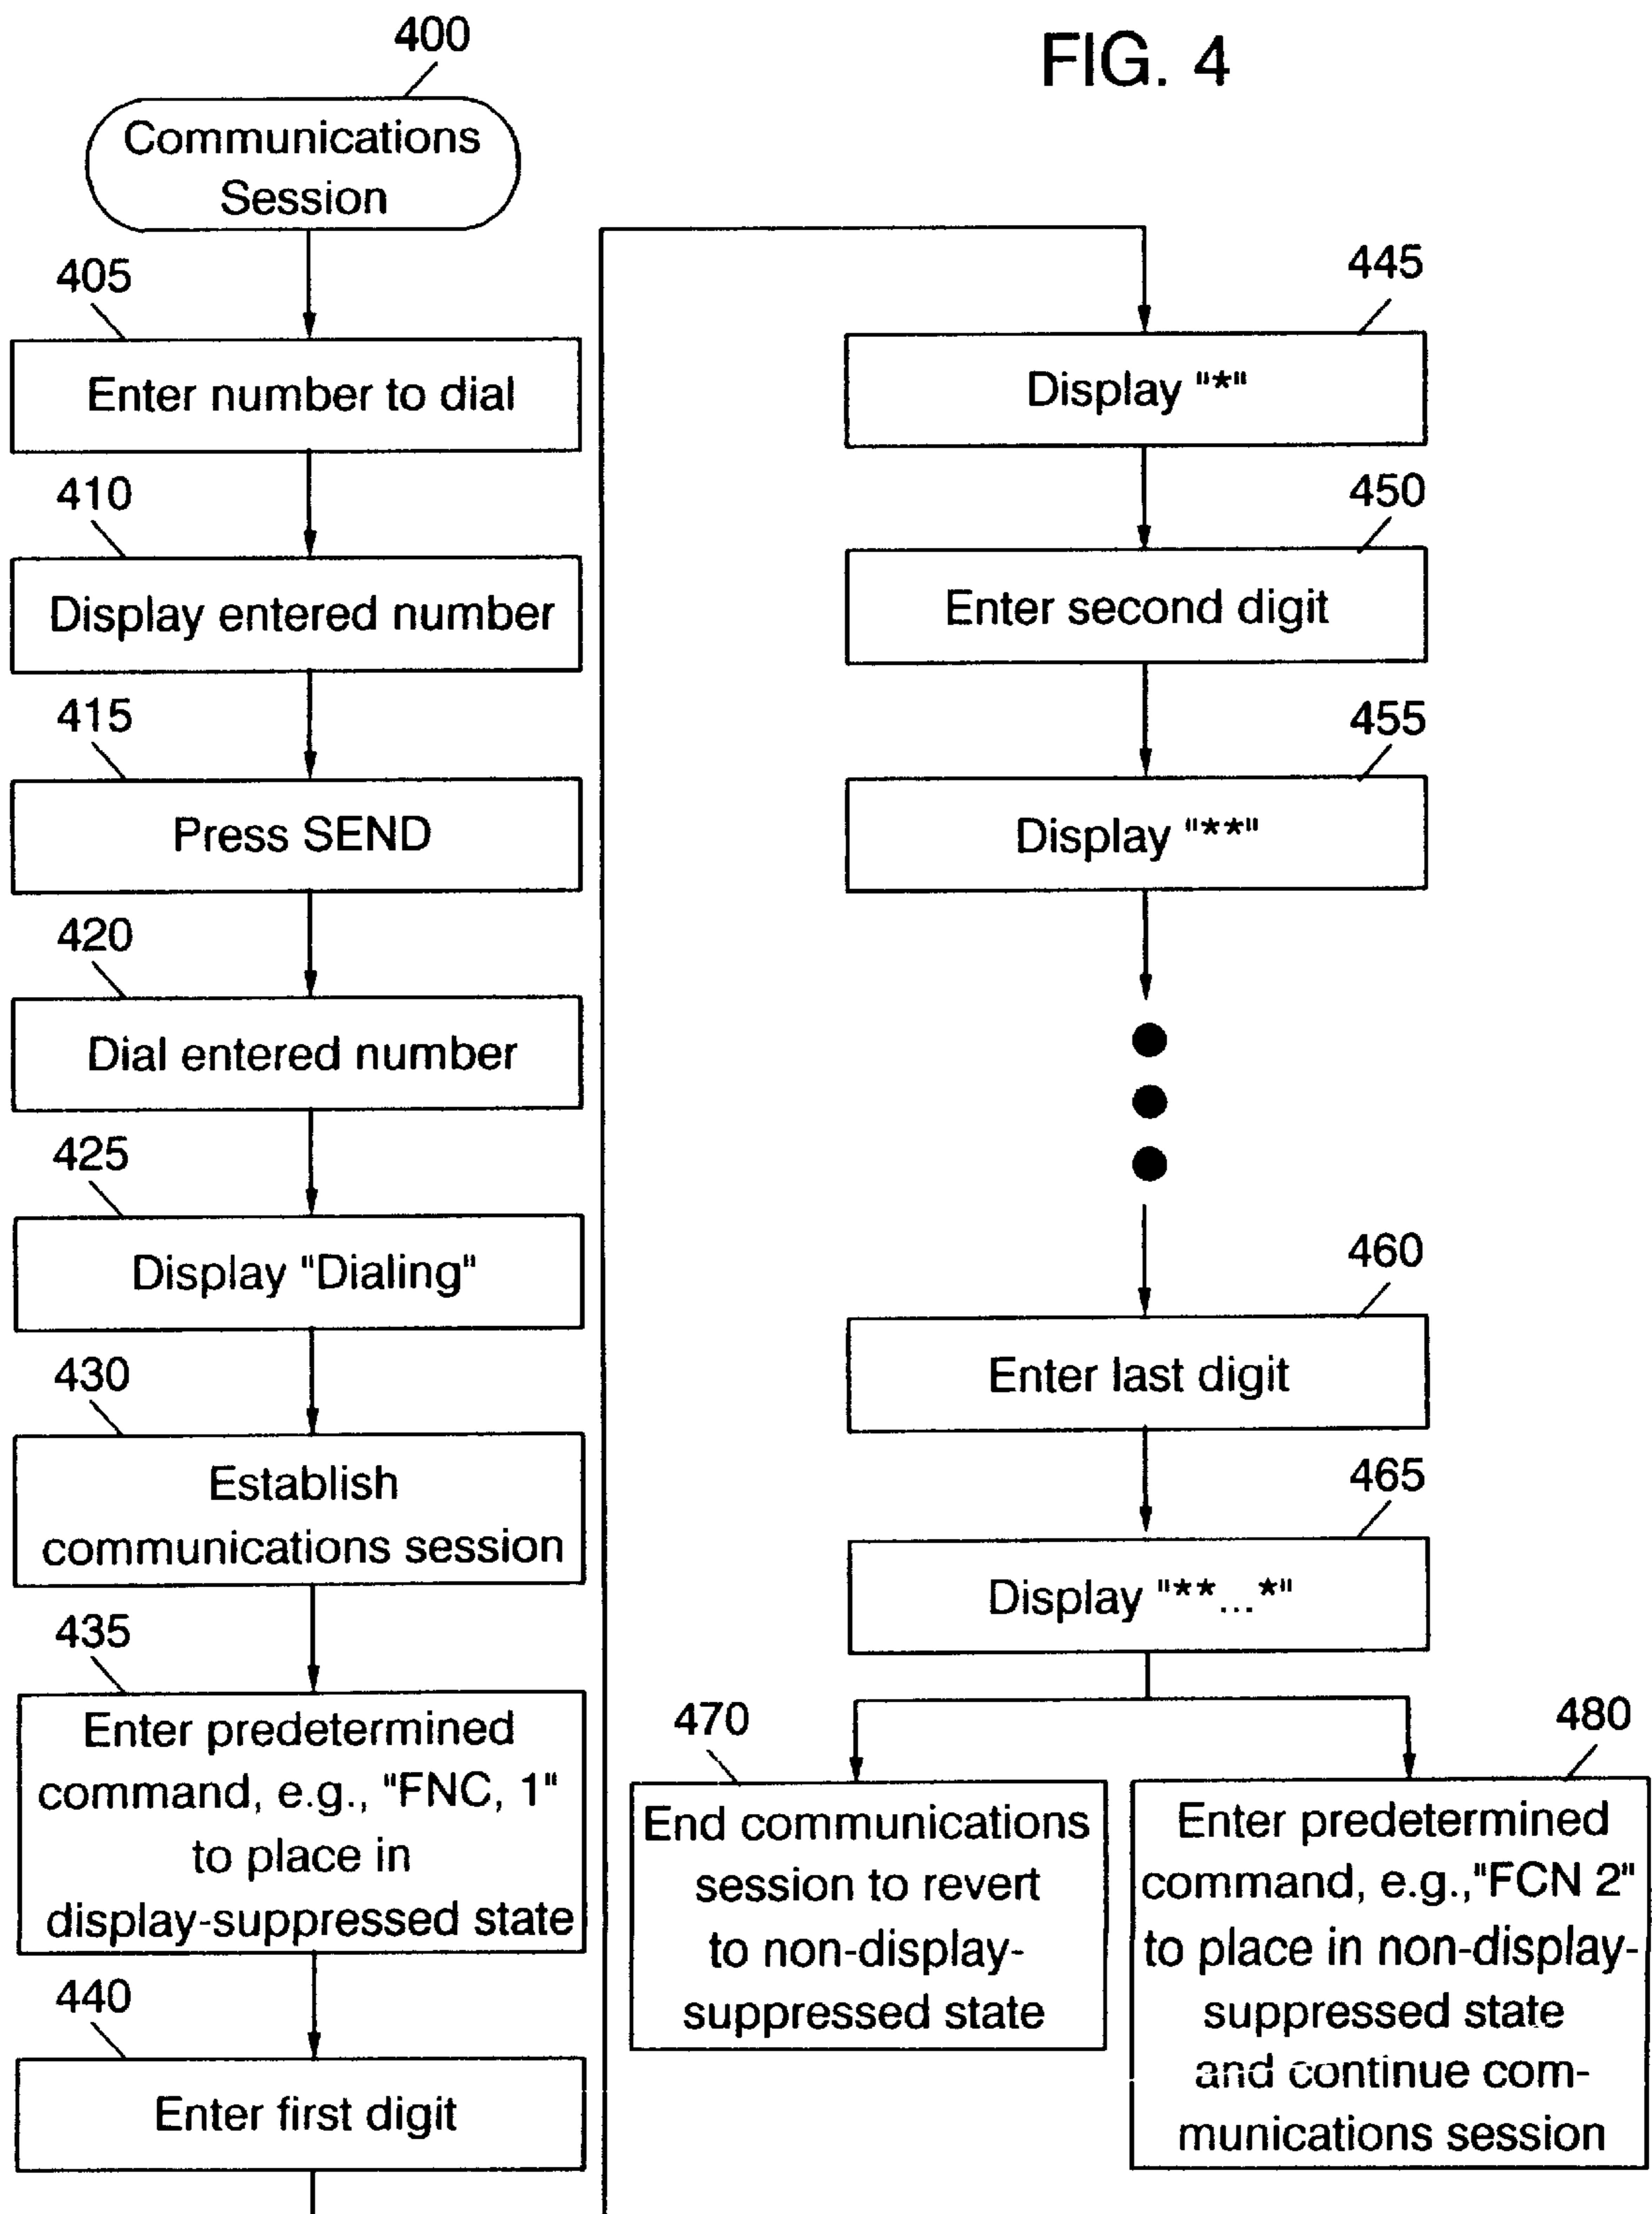 FIG. 4
400
Communications
Session
405
Enter number to dial
410
Display entered number
415
Press SEND
420
Dial entered number
425
Display "Dialing"
430
Establish
communications session
435
Enter predetermined
command, e.g., "FNC, 1"
to place in
display-suppressed state
440
Enter first digit
445
Display "*"
450
Enter second digit
455
Display "**"
460
Enter last digit
465
Display "**...*"
470
End communications
session to revert
to non-display-
suppressed state
480
Enter predetermined
command, e.g.,"FCN 2"
to place in non-display-
suppressed state
and continue com-
munications session